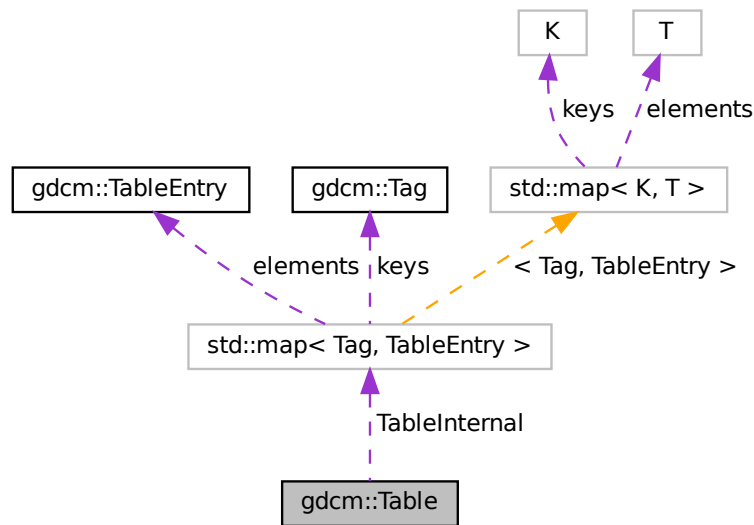 K
T
keys
elements
gdcm::TableEntry
gdcm::Tag
std::map< K, T >
elements
keys
< Tag, TableEntry >
std::map< Tag, TableEntry >
TableInternal
gdcm::Table